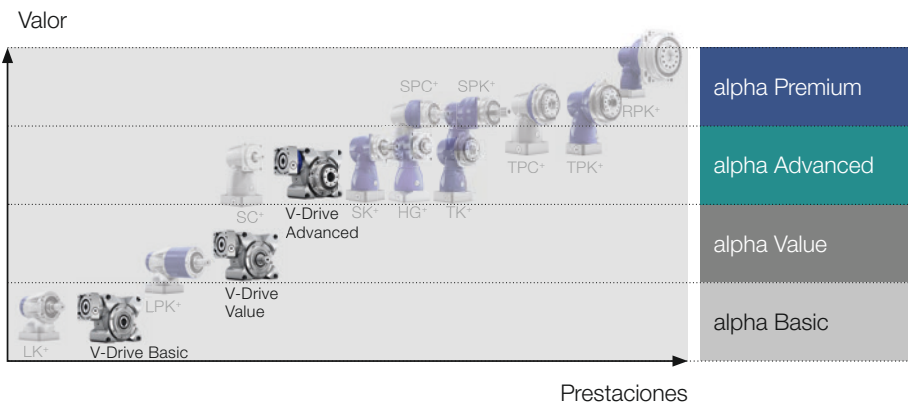 Valor
alpha Premium
alpha Advanced
alpha Value
alpha Basic
RPK⁺
SPC⁺
SPK⁺
TPC⁺
TPK⁺
SC⁺
V-Drive
Advanced
SK⁺
HG⁺
TK⁺
LPK⁺
V-Drive
Value
LK⁺
V-Drive Basic
Prestaciones